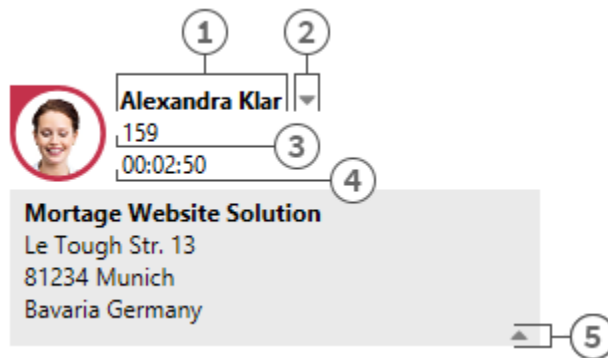 1 2
Alexandra Klar
159
3
00:02:50
4
Mortage Website Solution
Le Tough Str. 13
81234 Munich
Bavaria Germany
5